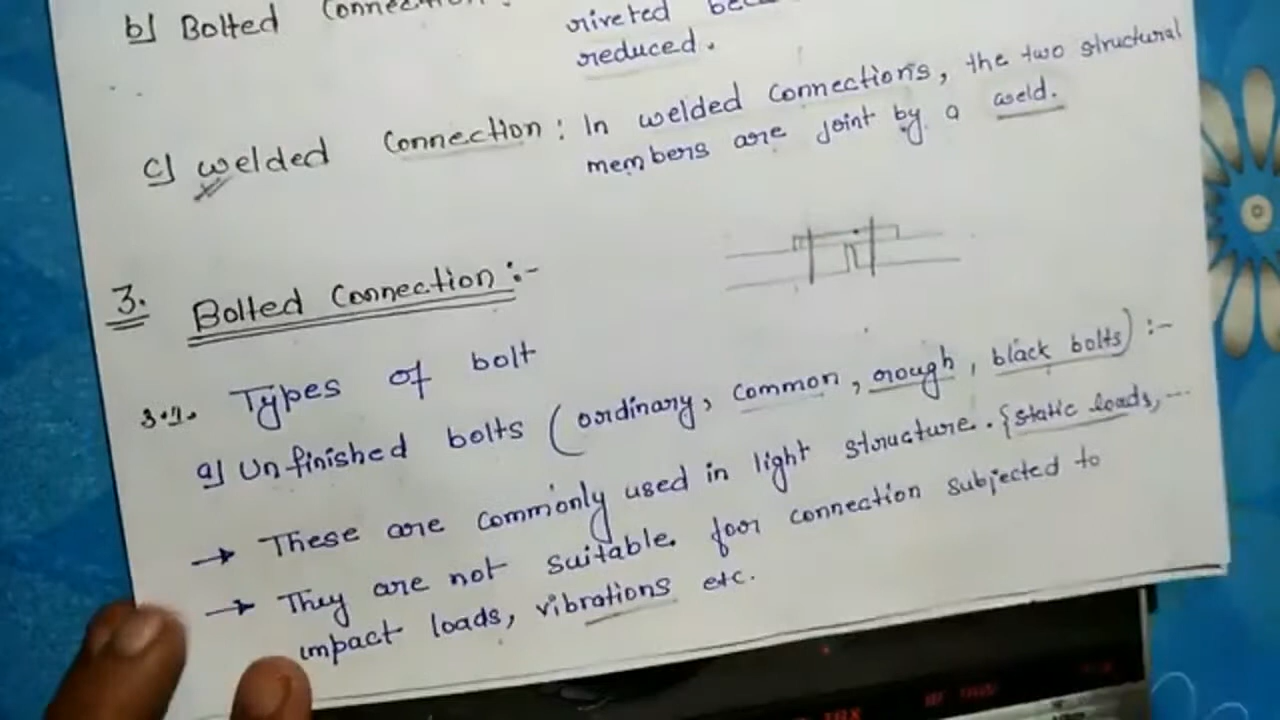 b) Bolted Connection :
riveted
reduced.
c) welded Connection : In welded connections, the two structural
members are joint by a weld.
3. Bolted Connection :-
3.1. Types of bolt
a) Unfinished bolts (ordinary, common, rough, black bolts) :-
→ These are commonly used in light structure. {static loads, ...
→ They are not suitable for connection subjected to
impact loads, vibrations etc.